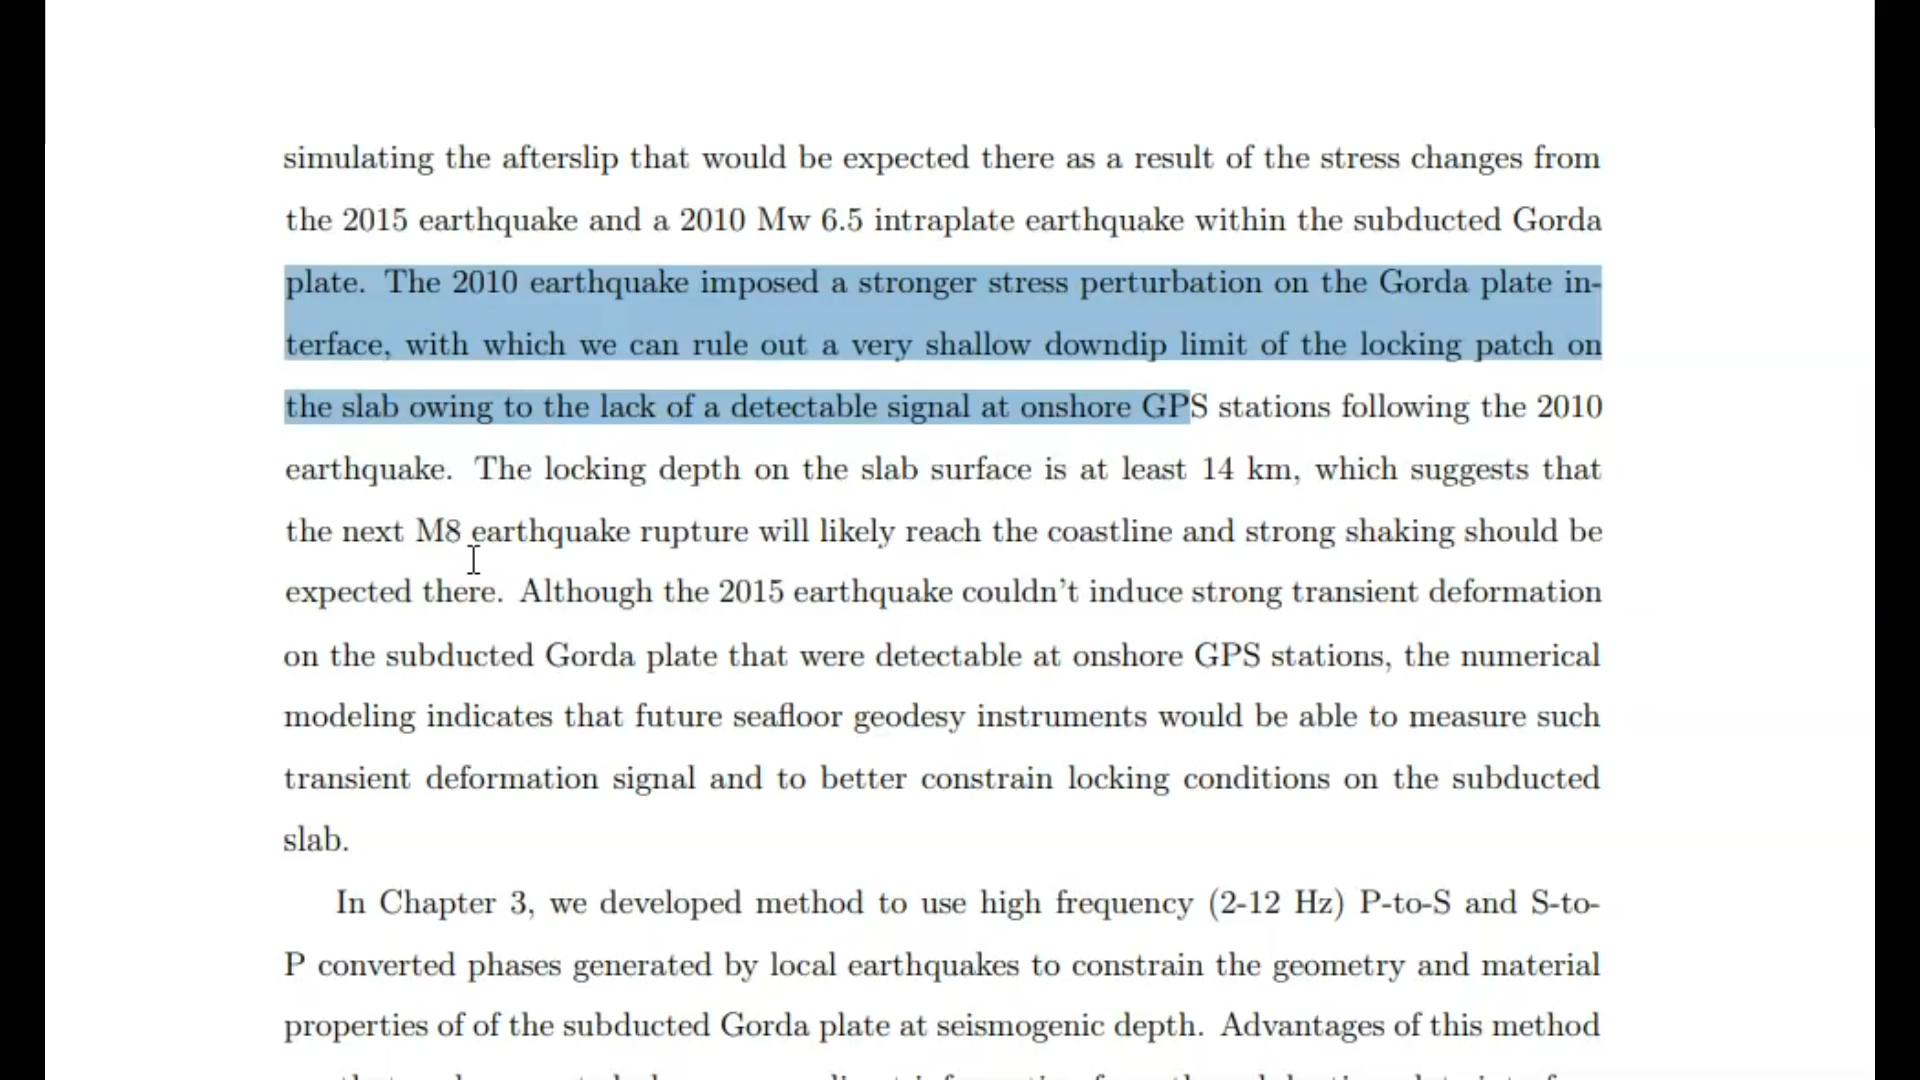 simulating the afterslip that would be expected there as a result of the stress changes from
the 2015 earthquake and a 2010 Mw 6.5 intraplate earthquake within the subducted Gorda
plate. The 2010 earthquake imposed a stronger stress perturbation on the Gorda plate in-
terface, with which we can rule out a very shallow downdip limit of the locking patch on
the slab owing to the lack of a detectable signal at onshore GPS stations following the 2010
earthquake. The locking depth on the slab surface is at least 14 km, which suggests that
the next M8 earthquake rupture will likely reach the coastline and strong shaking should be
expected there. Although the 2015 earthquake couldn't induce strong transient deformation
on the subducted Gorda plate that were detectable at onshore GPS stations, the numerical
modeling indicates that future seafloor geodesy instruments would be able to measure such
transient deformation signal and to better constrain locking conditions on the subducted
slab.
In Chapter 3, we developed method to use high frequency (2-12 Hz) P-to-S and S-to-
P converted phases generated by local earthquakes to constrain the geometry and material
properties of of the subducted Gorda plate at seismogenic depth. Advantages of this method